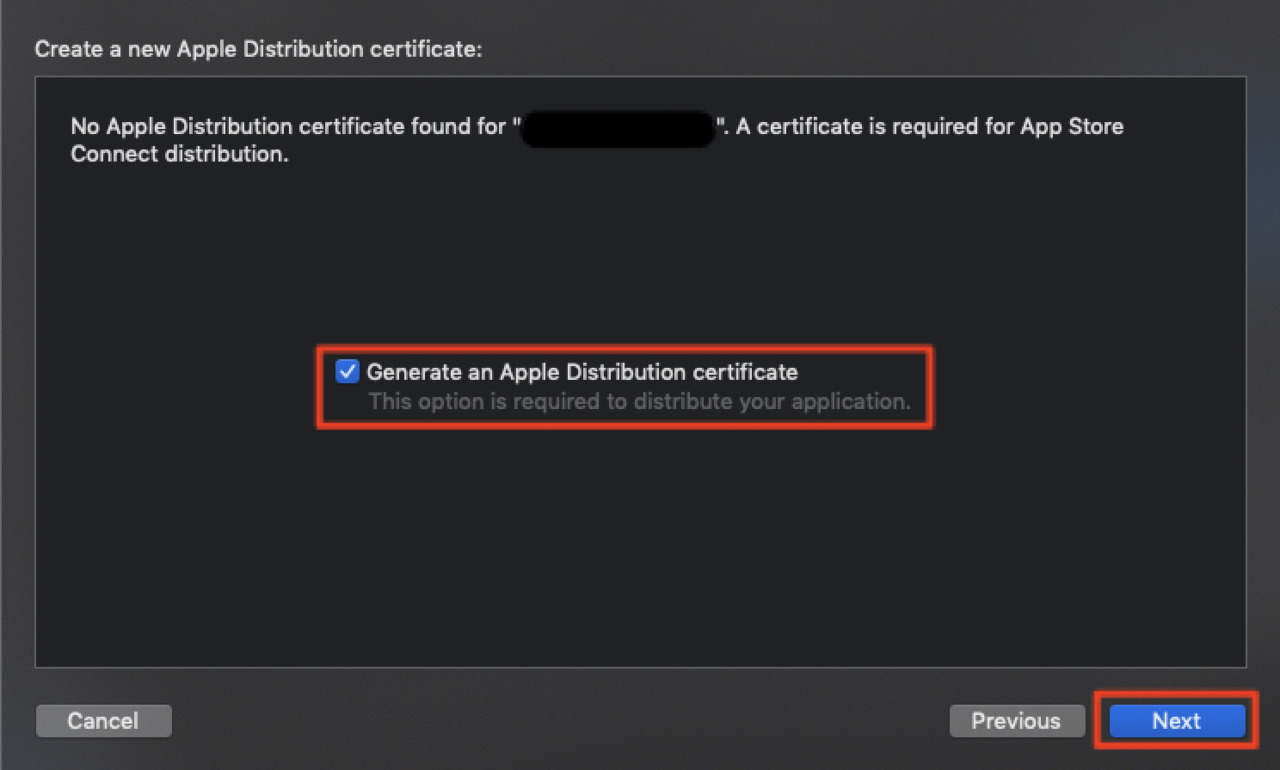 Create a new Apple Distribution certificate:
No Apple Distribution certificate found for "                ". A certificate is required for App Store
Connect distribution.
Generate an Apple Distribution certificate
This option is required to distribute your application.
Cancel
Previous
Next